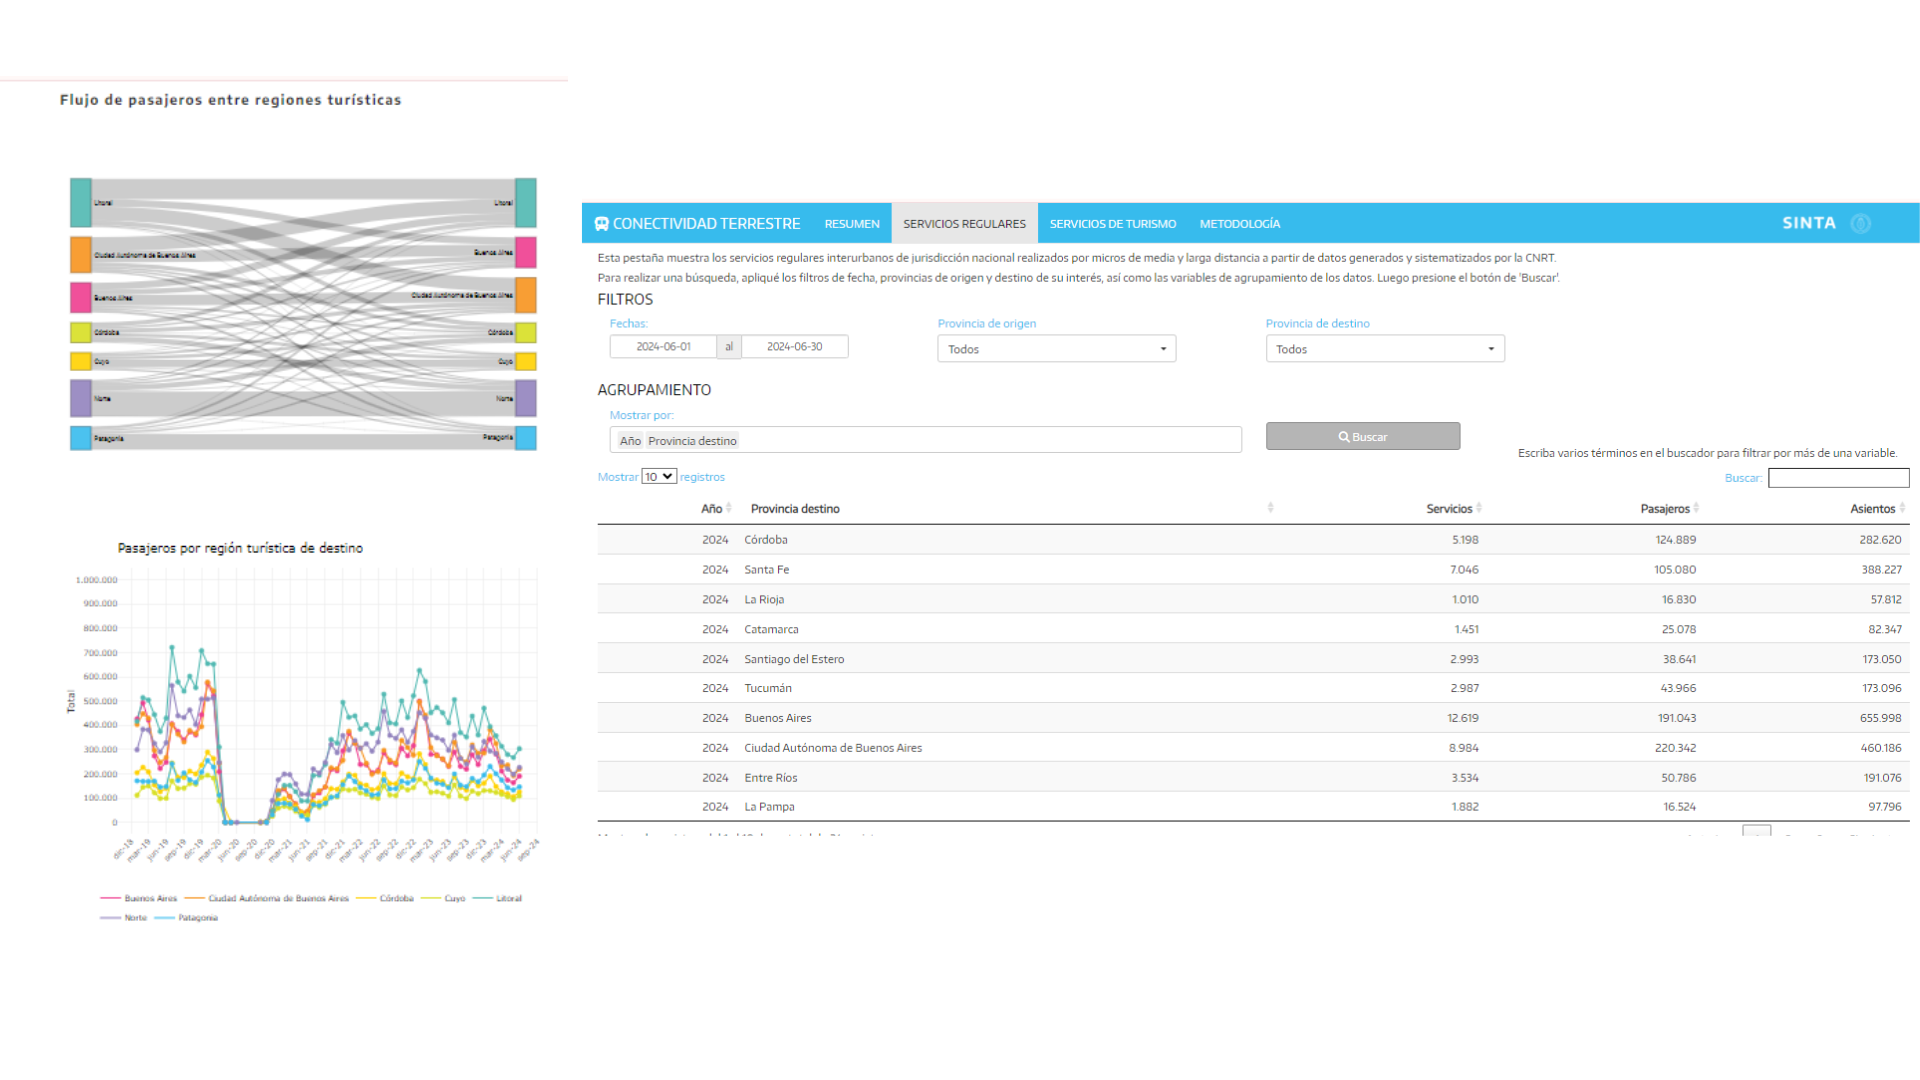 Flujo de pasajeros entre regiones turísticas
Litoral
Litoral
Ciudad Autónoma de Buenos Aires
Buenos Aires
Buenos Aires
Ciudad Autónoma de Buenos Aires
Córdoba
Córdoba
Cuyo
Cuyo
Norte
Norte
Patagonia
Patagonia
Pasajeros por región turística de destino
Total
1.000.000
900.000
800.000
700.000
600.000
500.000
400.000
300.000
200.000
100.000
0
dic-18 mar-19 jun-19 sep-19 dic-19 mar-20 jun-20 sep-20 dic-20 mar-21 jun-21 sep-21 dic-21 mar-22 jun-22 sep-22 dic-22 mar-23 jun-23 sep-23 dic-23 mar-24 jun-24 sep-24
Buenos Aires Ciudad Autónoma de Buenos Aires Córdoba Cuyo Litoral
Norte Patagonia
CONECTIVIDAD TERRESTRE RESUMEN SERVICIOS REGULARES SERVICIOS DE TURISMO METODOLOGÍA SINTA
Esta pestaña muestra los servicios regulares interurbanos de jurisdicción nacional realizados por micros de media y larga distancia a partir de datos generados y sistematizados por la CNRT.
Para realizar una búsqueda, apliqué los filtros de fecha, provincias de origen y destino de su interés, así como las variables de agrupamiento de los datos. Luego presione el botón de 'Buscar'.
FILTROS
Fechas: Provincia de origen Provincia de destino
2024-06-01 al 2024-06-30 Todos Todos
AGRUPAMIENTO
Mostrar por:
Año Provincia destino Buscar
Escriba varios términos en el buscador para filtrar por más de una variable.
Mostrar 10 registros Buscar:
Año Provincia destino Servicios Pasajeros Asientos
2024 Córdoba 5.198 124.889 282.620
2024 Santa Fe 7.046 105.080 388.227
2024 La Rioja 1.010 16.830 57.812
2024 Catamarca 1.451 25.078 82.347
2024 Santiago del Estero 2.993 38.641 173.050
2024 Tucumán 2.987 43.966 173.096
2024 Buenos Aires 12.619 191.043 655.998
2024 Ciudad Autónoma de Buenos Aires 8.984 220.342 460.186
2024 Entre Ríos 3.534 50.786 191.076
2024 La Pampa 1.882 16.524 97.796